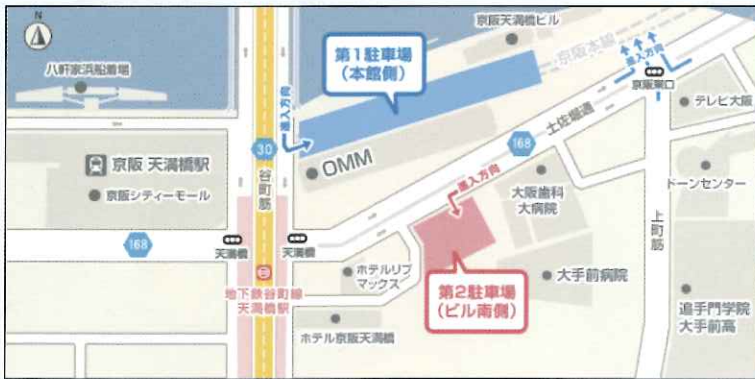 N
八軒家浜船着場
京阪 天満橋駅
京阪シティーモール
168
天満橋
地下鉄谷町線
天満橋駅
30
谷町筋
進入方向
第1駐車場
(本館側)
OMM
天満橋
ホテルリブ
マックス
ホテル京阪天満橋
京阪天満橋ビル
京阪本線
進入方向
京阪東口
テレビ大阪
土佐堀通
168
進入方向
大阪歯科
大病院
ドーンセンター
上町筋
第2駐車場
(ビル南側)
大手前病院
追手門学院
大手前高